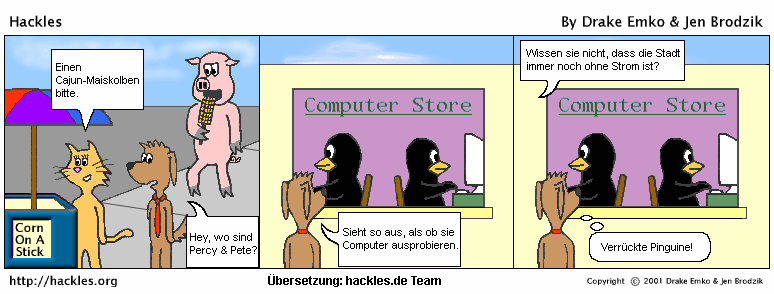 Hackles
By Drake Emko & Jen Brodzik
Einen
Cajun-Maiskolben
bitte.
Corn
On A
Stick
Hey, wo sind
Percy & Pete?
Computer Store
Sieht so aus, als ob sie
Computer ausprobieren.
Wissen sie nicht, dass die Stadt
immer noch ohne Strom ist?
Computer Store
Verrückte Pinguine!
http://hackles.org
Übersetzung: hackles.de Team
Copyright © 2001 Drake Emko & Jen Brodzik